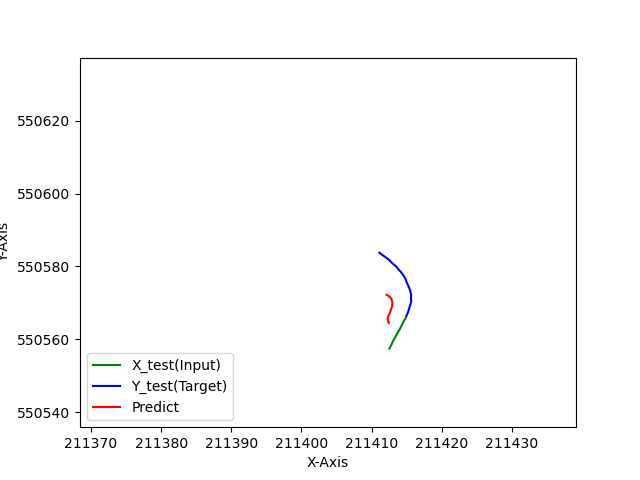 550620
550600
550580
550560
550540
Y-Axis
X_test(Input)
Y_test(Target)
Predict
211370 211380 211390 211400 211410 211420 211430
X-Axis